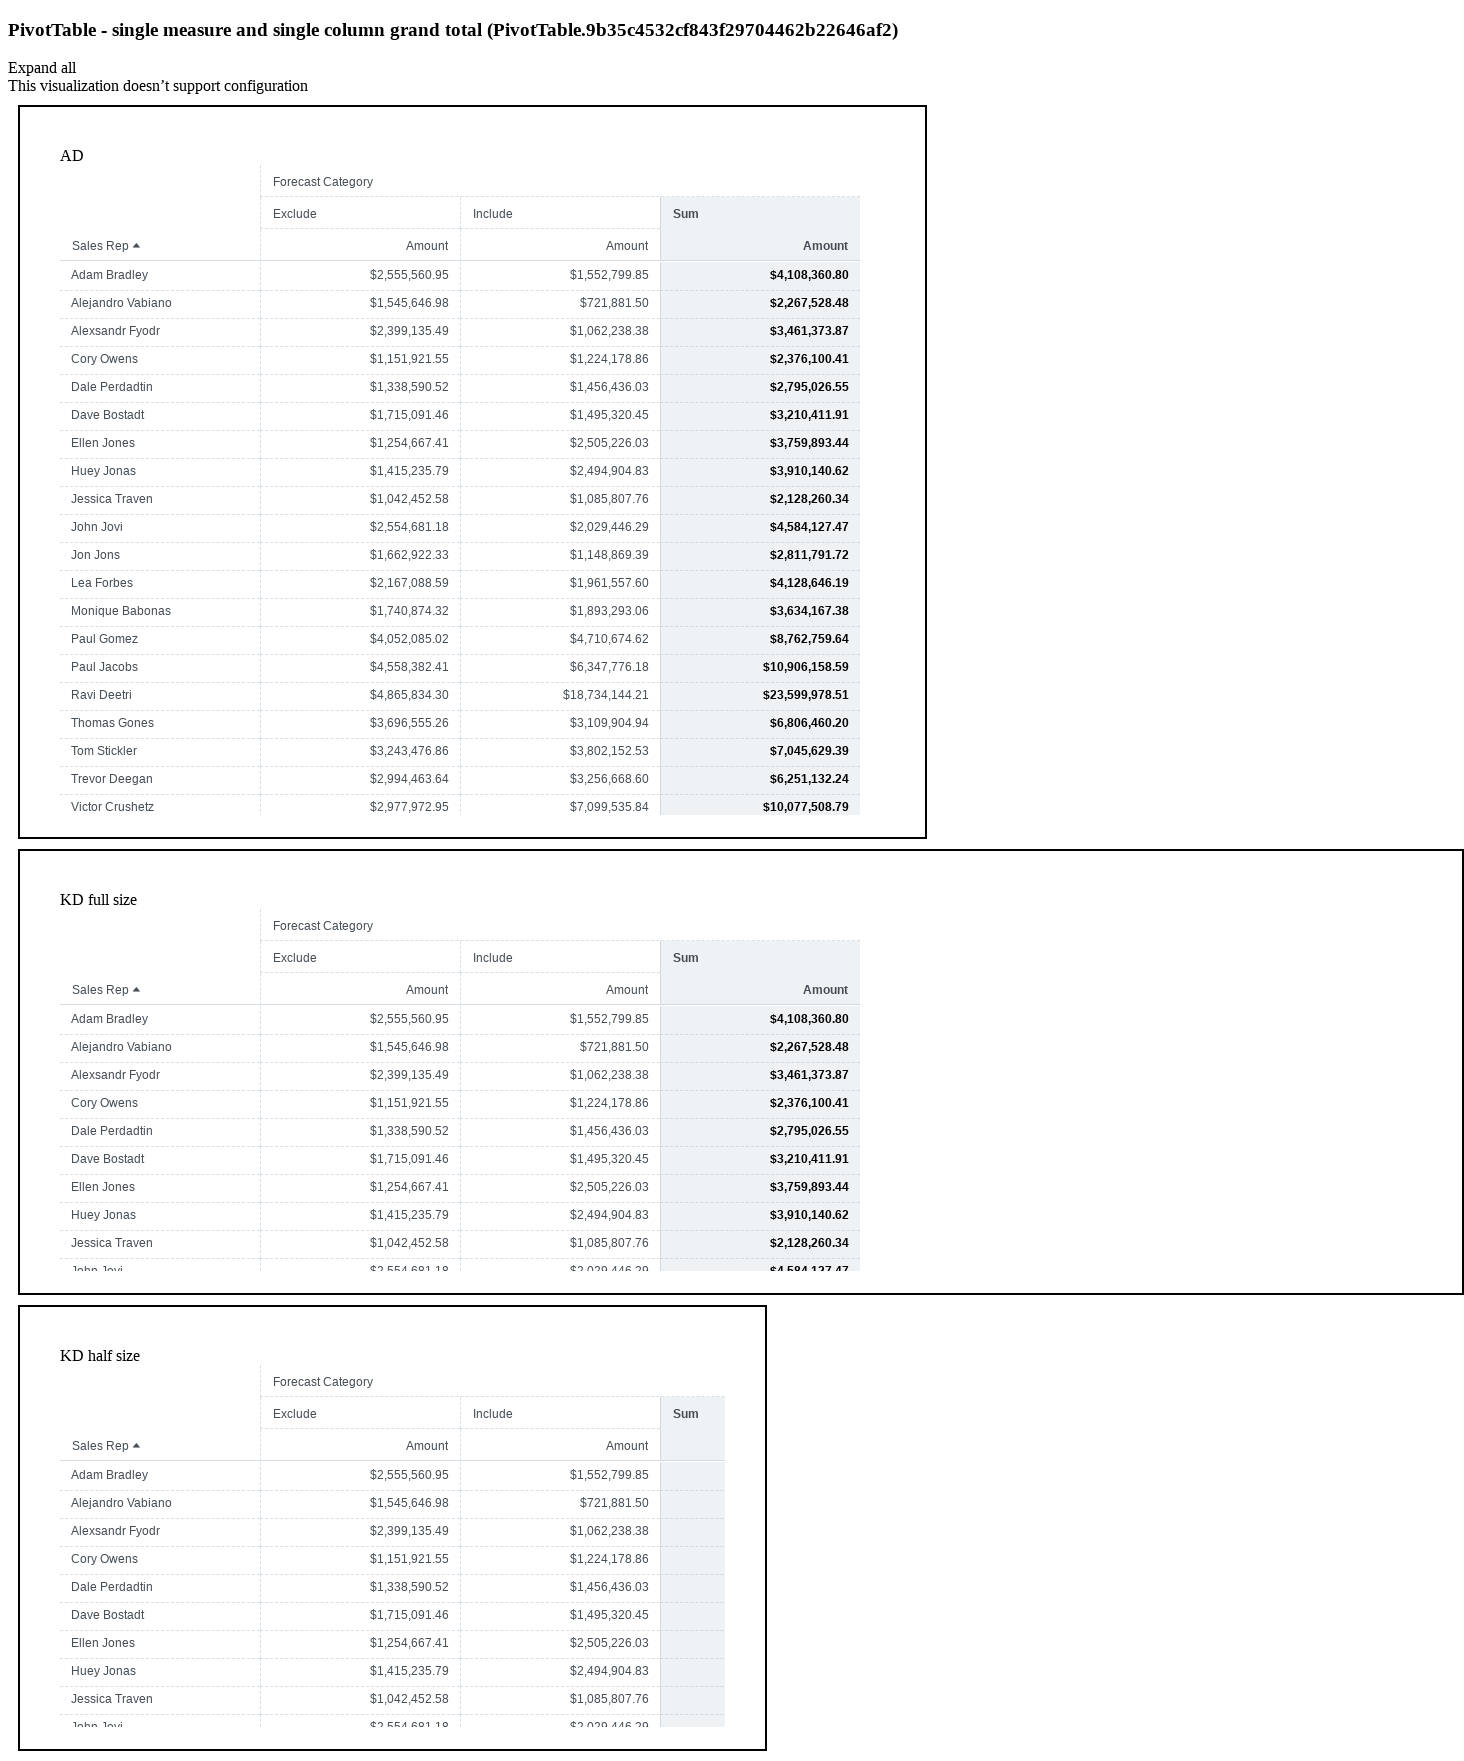 PivotTable - single measure and single column grand total (PivotTable.9b35c4532cf843f29704462b22646af2)
Expand all
This visualization doesn’t support configuration
AD
Forecast Category
Exclude Include Sum
Sales Rep Amount Amount Amount
Adam Bradley $2,555,560.95 $1,552,799.85 $4,108,360.80
Alejandro Vabiano $1,545,646.98 $721,881.50 $2,267,528.48
Alexsandr Fyodr $2,399,135.49 $1,062,238.38 $3,461,373.87
Cory Owens $1,151,921.55 $1,224,178.86 $2,376,100.41
Dale Perdadtin $1,338,590.52 $1,456,436.03 $2,795,026.55
Dave Bostadt $1,715,091.46 $1,495,320.45 $3,210,411.91
Ellen Jones $1,254,667.41 $2,505,226.03 $3,759,893.44
Huey Jonas $1,415,235.79 $2,494,904.83 $3,910,140.62
Jessica Traven $1,042,452.58 $1,085,807.76 $2,128,260.34
John Jovi $2,554,681.18 $2,029,446.29 $4,584,127.47
Jon Jons $1,662,922.33 $1,148,869.39 $2,811,791.72
Lea Forbes $2,167,088.59 $1,961,557.60 $4,128,646.19
Monique Babonas $1,740,874.32 $1,893,293.06 $3,634,167.38
Paul Gomez $4,052,085.02 $4,710,674.62 $8,762,759.64
Paul Jacobs $4,558,382.41 $6,347,776.18 $10,906,158.59
Ravi Deetri $4,865,834.30 $18,734,144.21 $23,599,978.51
Thomas Gones $3,696,555.26 $3,109,904.94 $6,806,460.20
Tom Stickler $3,243,476.86 $3,802,152.53 $7,045,629.39
Trevor Deegan $2,994,463.64 $3,256,668.60 $6,251,132.24
Victor Crushetz $2,977,972.95 $7,099,535.84 $10,077,508.79
KD full size
Forecast Category
Exclude Include Sum
Sales Rep Amount Amount Amount
Adam Bradley $2,555,560.95 $1,552,799.85 $4,108,360.80
Alejandro Vabiano $1,545,646.98 $721,881.50 $2,267,528.48
Alexsandr Fyodr $2,399,135.49 $1,062,238.38 $3,461,373.87
Cory Owens $1,151,921.55 $1,224,178.86 $2,376,100.41
Dale Perdadtin $1,338,590.52 $1,456,436.03 $2,795,026.55
Dave Bostadt $1,715,091.46 $1,495,320.45 $3,210,411.91
Ellen Jones $1,254,667.41 $2,505,226.03 $3,759,893.44
Huey Jonas $1,415,235.79 $2,494,904.83 $3,910,140.62
Jessica Traven $1,042,452.58 $1,085,807.76 $2,128,260.34
John Jovi $2,554,681.18 $2,029,446.29 $4,584,127.47
KD half size
Forecast Category
Exclude Include Sum
Sales Rep Amount Amount
Adam Bradley $2,555,560.95 $1,552,799.85
Alejandro Vabiano $1,545,646.98 $721,881.50
Alexsandr Fyodr $2,399,135.49 $1,062,238.38
Cory Owens $1,151,921.55 $1,224,178.86
Dale Perdadtin $1,338,590.52 $1,456,436.03
Dave Bostadt $1,715,091.46 $1,495,320.45
Ellen Jones $1,254,667.41 $2,505,226.03
Huey Jonas $1,415,235.79 $2,494,904.83
Jessica Traven $1,042,452.58 $1,085,807.76
John Jovi $2,554,681.18 $2,029,446.29